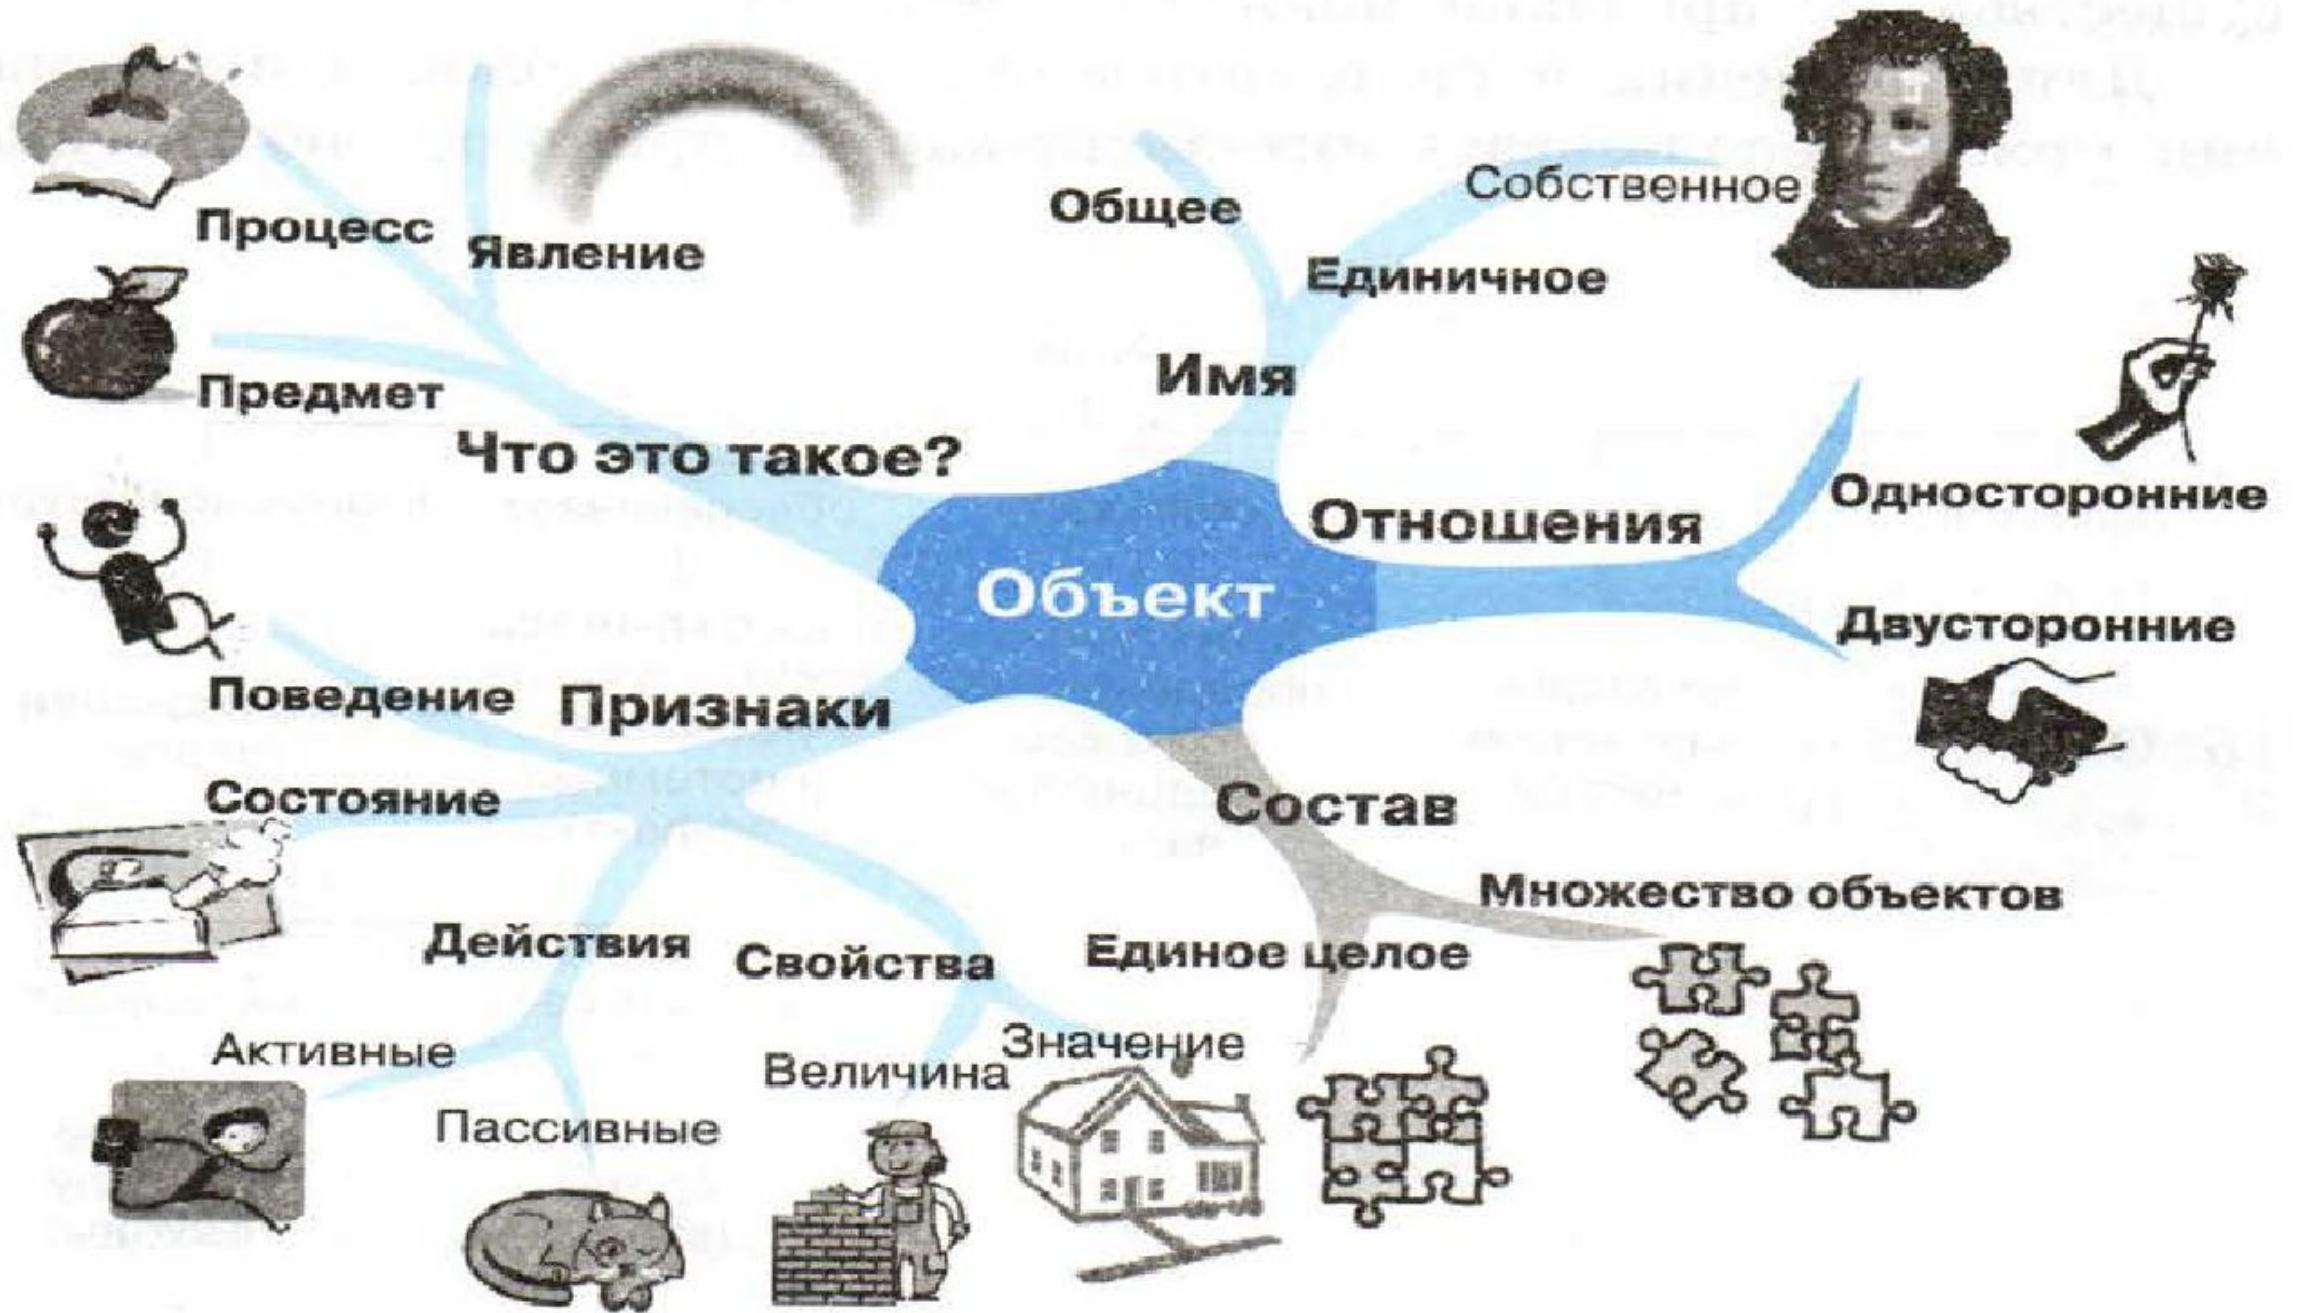 Процесс
Явление
Предмет
Что это такое?
Общее
Собственное
Единичное
Имя
Отношения
Односторонние
Двусторонние
Объект
Поведение
Признаки
Состояние
Действия
Свойства
Активные
Пассивные
Величина
Значение
Состав
Множество объектов
Единое целое